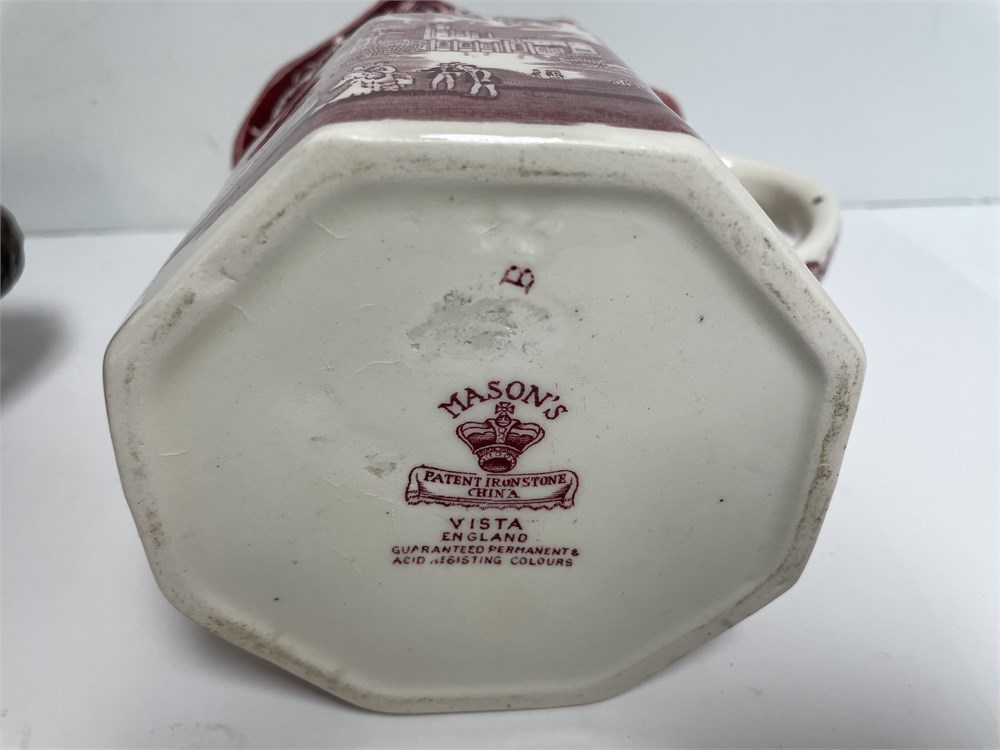 B
MASON'S
PATENT IRONSTONE
CHINA
VISTA
ENGLAND
GUARANTEED PERMANENT &
ACID RESISTING COLOURS